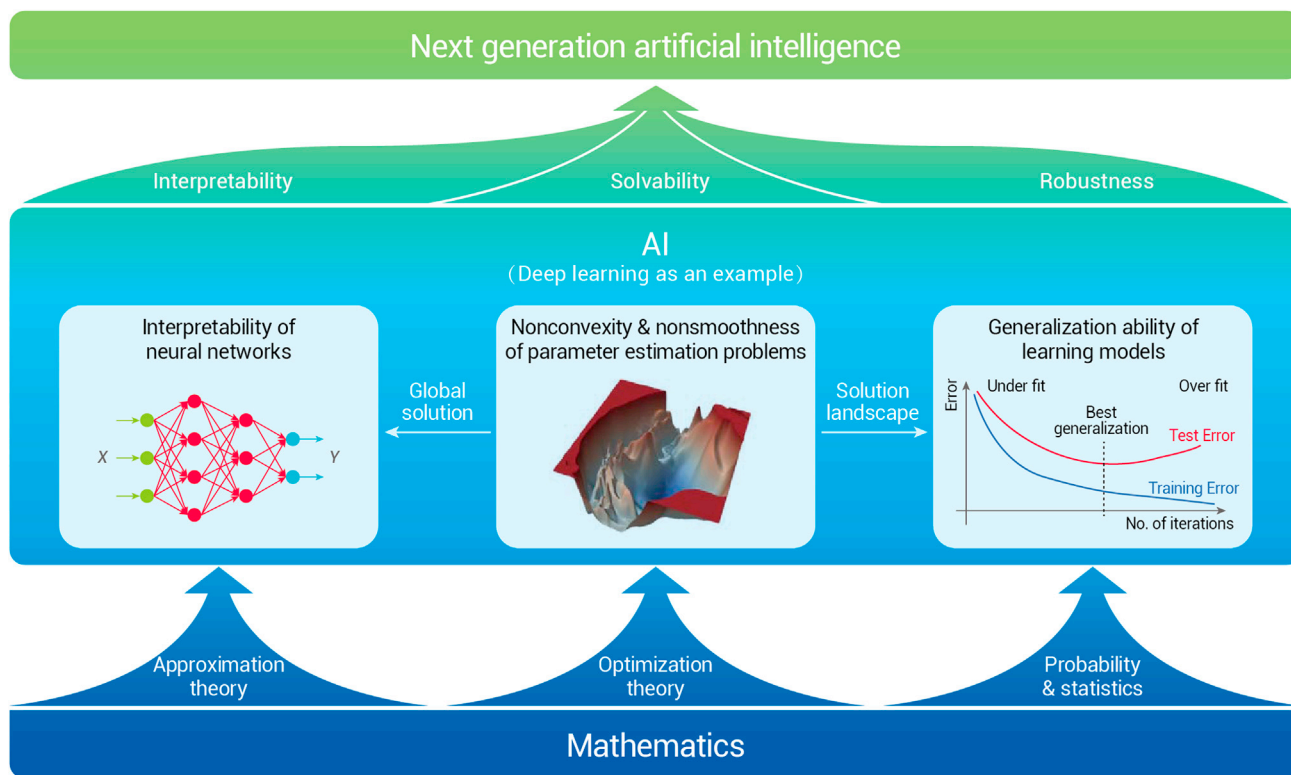 Next generation artificial intelligence
Interpretability
Solvability
Robustness
AI
(Deep learning as an example)
Interpretability of
neural networks
X
Y
Global
solution
Nonconvexity & nonsmoothness
of parameter estimation problems
Solution
landscape
Generalization ability of
learning models
Error
Under fit
Over fit
Best
generalization
Test Error
Training Error
No. of iterations
Approximation
theory
Optimization
theory
Probability
& statistics
Mathematics